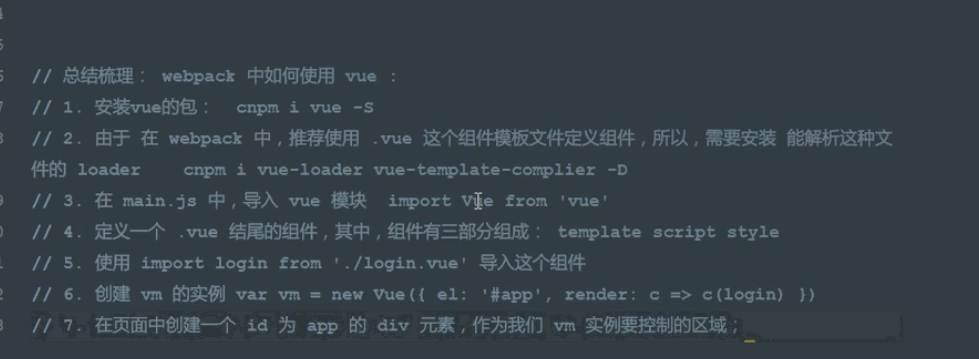 // 总结梳理： webpack 中如何使用 vue ：
// 1. 安装vue的包： cnpm i vue -S
// 2. 由于 在 webpack 中，推荐使用 .vue 这个组件模板文件定义组件，所以，需要安装 能解析这种文
件的 loader    cnpm i vue-loader vue-template-complier -D
// 3. 在 main.js 中，导入 vue 模块  import Vue from 'vue'
// 4. 定义一个 .vue 结尾的组件，其中，组件有三部分组成： template script style
// 5. 使用 import login from './login.vue' 导入这个组件
// 6. 创建 vm 的实例 var vm = new Vue({ el: '#app', render: c => c(login) })
// 7. 在页面中创建一个 id 为 app 的 div 元素，作为我们 vm 实例要控制的区域；